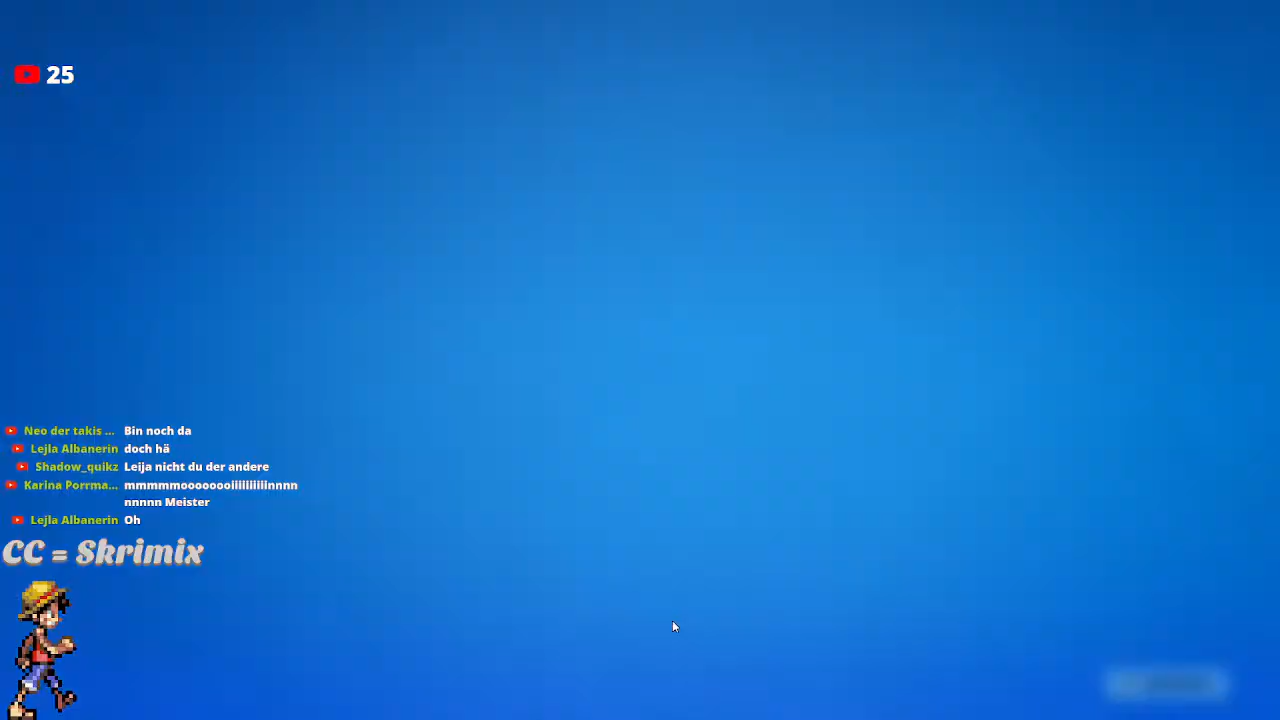 25
Neo der takis ... Bin noch da
Lejla Albanerin doch hä
Shadow_quikz Leija nicht du der andere
Karina Porrma... mmmmmoooooooiiiiiiiiiinnnn
nnnnn Meister
Lejla Albanerin Oh
CC = Skrimix